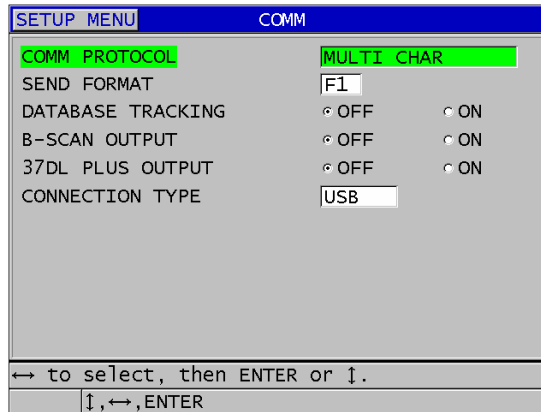 SETUP MENU COMM
COMM PROTOCOL MULTI CHAR
SEND FORMAT F1
DATABASE TRACKING OFF ON
B-SCAN OUTPUT OFF ON
37DL PLUS OUTPUT OFF ON
CONNECTION TYPE USB
↔ to select, then ENTER or ↕.
↕,↔,ENTER